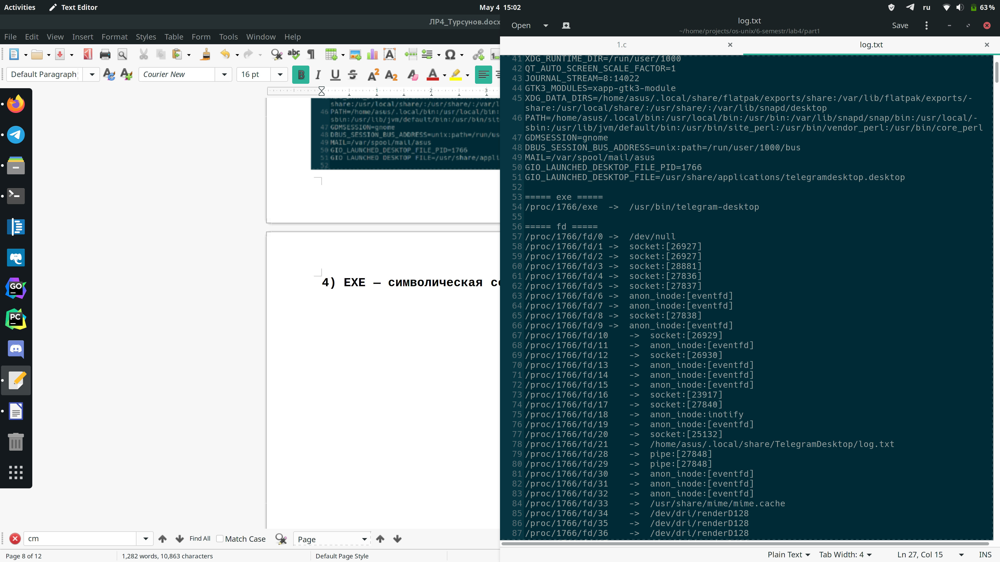 Activities Text Editor May 4 15:02 ru 63%
ЛР4_Турсунов.docx
File Edit View Insert Format Styles Table Form Tools Window Help
Default Paragraph Courier New 16 pt
1 2 3
share:/usr/local/share/:/usr/share/:/var/l
46 PATH=/home/asus/.local/bin:/usr/local/bin:
sbin:/usr/lib/jvm/default/bin:/usr/bin/sit
47 GDMSESSION=gnome
48 DBUS_SESSION_BUS_ADDRESS=unix:path=/run/us
49 MAIL=/var/spool/mail/asus
50 GIO_LAUNCHED_DESKTOP_FILE_PID=1766
51 GIO_LAUNCHED_DESKTOP_FILE=/usr/share/appli
52
4) EXE — символическая
GO
PC
cm Find All Match Case Page
Page 8 of 12 1,282 words, 10,863 characters Default Page Style
Open log.txt Save
~/home/projects/os-unix/6-semestr/lab4/part1
1.c log.txt
41 XDG_RUNTIME_DIR=/run/user/1000
42 QT_AUTO_SCREEN_SCALE_FACTOR=1
43 JOURNAL_STREAM=8:14022
44 GTK3_MODULES=xapp-gtk3-module
45 XDG_DATA_DIRS=/home/asus/.local/share/flatpak/exports/share:/var/lib/flatpak/exports/-
share:/usr/local/share/:/usr/share/:/var/lib/snapd/desktop
46 PATH=/home/asus/.local/bin:/usr/local/bin:/usr/bin:/var/lib/snapd/snap/bin:/usr/local/-
sbin:/usr/lib/jvm/default/bin:/usr/bin/site_perl:/usr/bin/vendor_perl:/usr/bin/core_perl
47 GDMSESSION=gnome
48 DBUS_SESSION_BUS_ADDRESS=unix:path=/run/user/1000/bus
49 MAIL=/var/spool/mail/asus
50 GIO_LAUNCHED_DESKTOP_FILE_PID=1766
51 GIO_LAUNCHED_DESKTOP_FILE=/usr/share/applications/telegramdesktop.desktop
52
53 ===== exe =====
54 /proc/1766/exe -> /usr/bin/telegram-desktop
55
56 ===== fd =====
57 /proc/1766/fd/0 -> /dev/null
58 /proc/1766/fd/1 -> socket:[26927]
59 /proc/1766/fd/2 -> socket:[26927]
60 /proc/1766/fd/3 -> socket:[28881]
61 /proc/1766/fd/4 -> socket:[27836]
62 /proc/1766/fd/5 -> socket:[27837]
63 /proc/1766/fd/6 -> anon_inode:[eventfd]
64 /proc/1766/fd/7 -> anon_inode:[eventfd]
65 /proc/1766/fd/8 -> socket:[27838]
66 /proc/1766/fd/9 -> anon_inode:[eventfd]
67 /proc/1766/fd/10 -> socket:[26929]
68 /proc/1766/fd/11 -> anon_inode:[eventfd]
69 /proc/1766/fd/12 -> socket:[26930]
70 /proc/1766/fd/13 -> anon_inode:[eventfd]
71 /proc/1766/fd/14 -> anon_inode:[eventfd]
72 /proc/1766/fd/15 -> anon_inode:[eventfd]
73 /proc/1766/fd/16 -> socket:[23917]
74 /proc/1766/fd/17 -> socket:[27840]
75 /proc/1766/fd/18 -> anon_inode:inotify
76 /proc/1766/fd/19 -> anon_inode:[eventfd]
77 /proc/1766/fd/20 -> socket:[25132]
78 /proc/1766/fd/21 -> /home/asus/.local/share/TelegramDesktop/log.txt
79 /proc/1766/fd/28 -> pipe:[27848]
80 /proc/1766/fd/29 -> pipe:[27848]
81 /proc/1766/fd/30 -> anon_inode:[eventfd]
82 /proc/1766/fd/31 -> anon_inode:[eventfd]
83 /proc/1766/fd/32 -> anon_inode:[eventfd]
84 /proc/1766/fd/33 -> /usr/share/mime/mime.cache
85 /proc/1766/fd/34 -> /dev/dri/renderD128
86 /proc/1766/fd/35 -> /dev/dri/renderD128
87 /proc/1766/fd/36 -> /dev/dri/renderD128
Plain Text Tab Width: 4 Ln 27, Col 15 INS